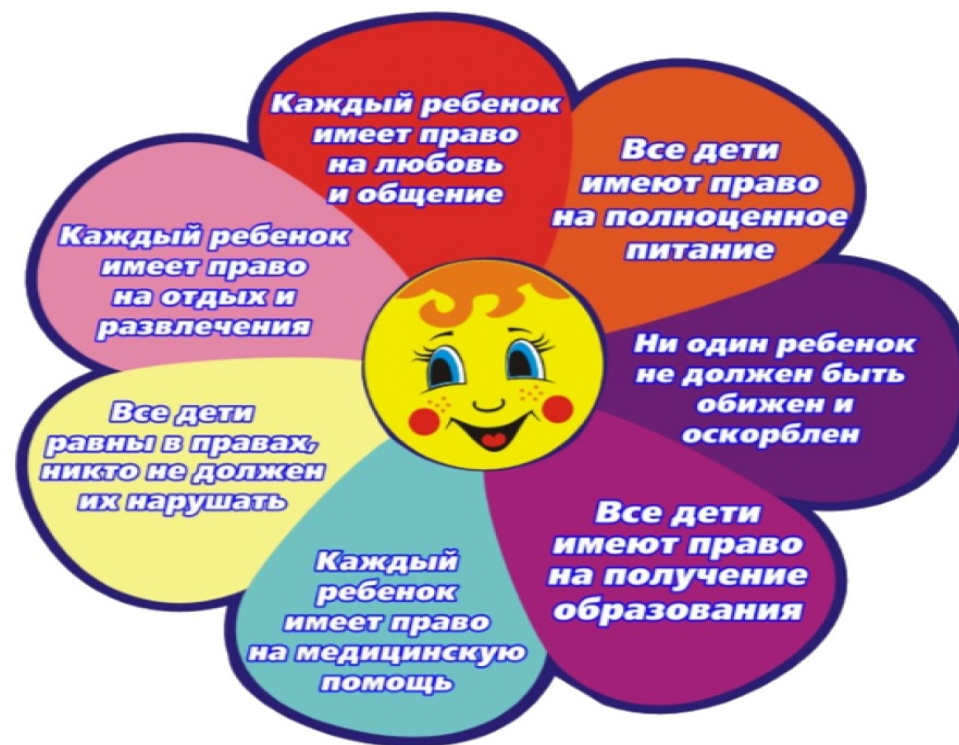 Каждый ребенок
имеет право
на любовь
и общение
Все дети
имеют право
на полноценное
питание
Ни один ребенок
не должен быть
обижен и
оскорблен
Все дети
имеют право
на получение
образования
Каждый
ребенок
имеет право
на медицинскую
помощь
Все дети
равны в правах,
никто не должен
их нарушать
Каждый ребенок
имеет право
на отдых и
развлечения